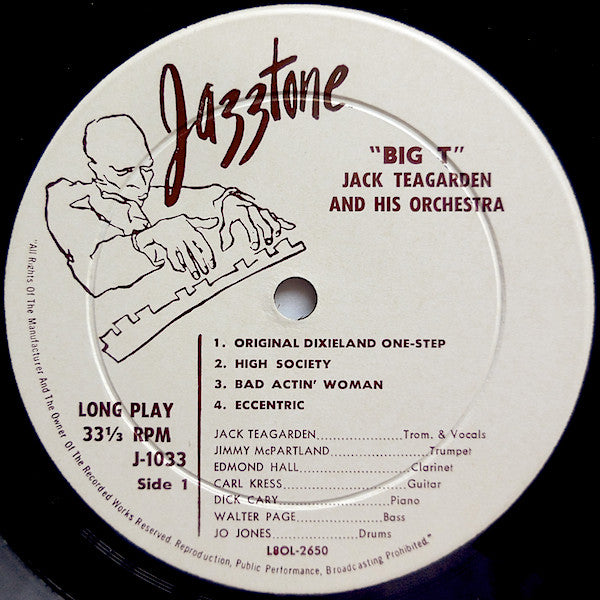 Jazztone
"BIG T"
JACK TEAGARDEN
AND HIS ORCHESTRA
1. ORIGINAL DIXIELAND ONE-STEP
2. HIGH SOCIETY
3. BAD ACTIN' WOMAN
4. ECCENTRIC
LONG PLAY
33⅓ RPM
J-1033
Side 1
JACK TEAGARDEN....................Trom. & Vocals
JIMMY McPARTLAND....................Trumpet
EDMOND HALL....................Clarinet
CARL KRESS....................Guitar
DICK CARY....................Piano
WALTER PAGE....................Bass
JO JONES....................Drums
L8OL-2650
"All Rights Of The Manufacturer And The Owner Of The Recorded Works Reserved. Reproduction, Public Performance, Broadcasting Prohibited."